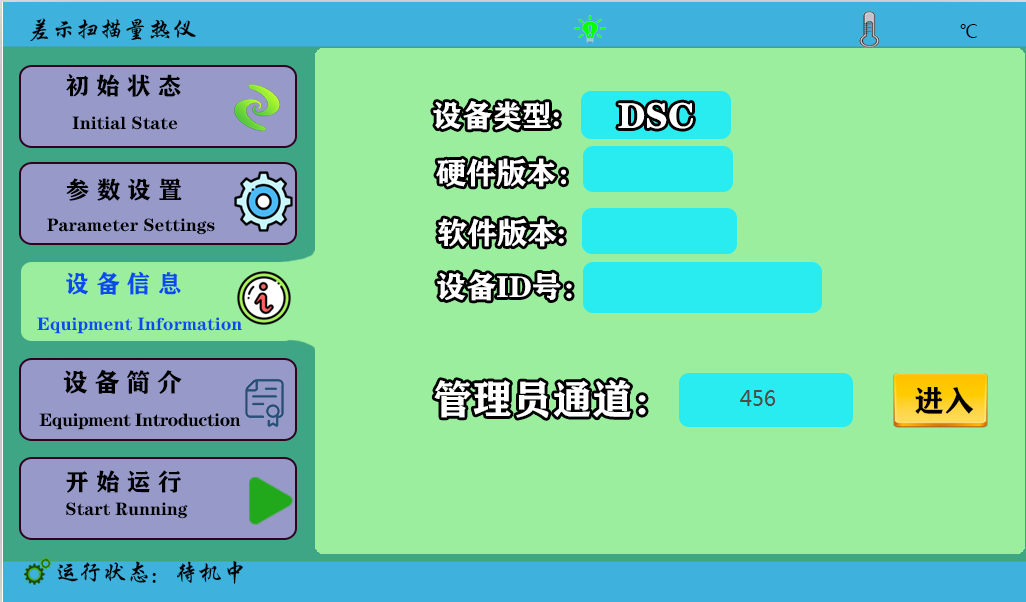 差示扫描量热仪
℃
初始状态
Initial State
参数设置
Parameter Settings
设备信息
Equipment Information
设备简介
Equipment Introduction
开始运行
Start Running
设备类型: DSC
硬件版本:
软件版本:
设备ID号:
管理员通道: 456 进入
运行状态: 待机中